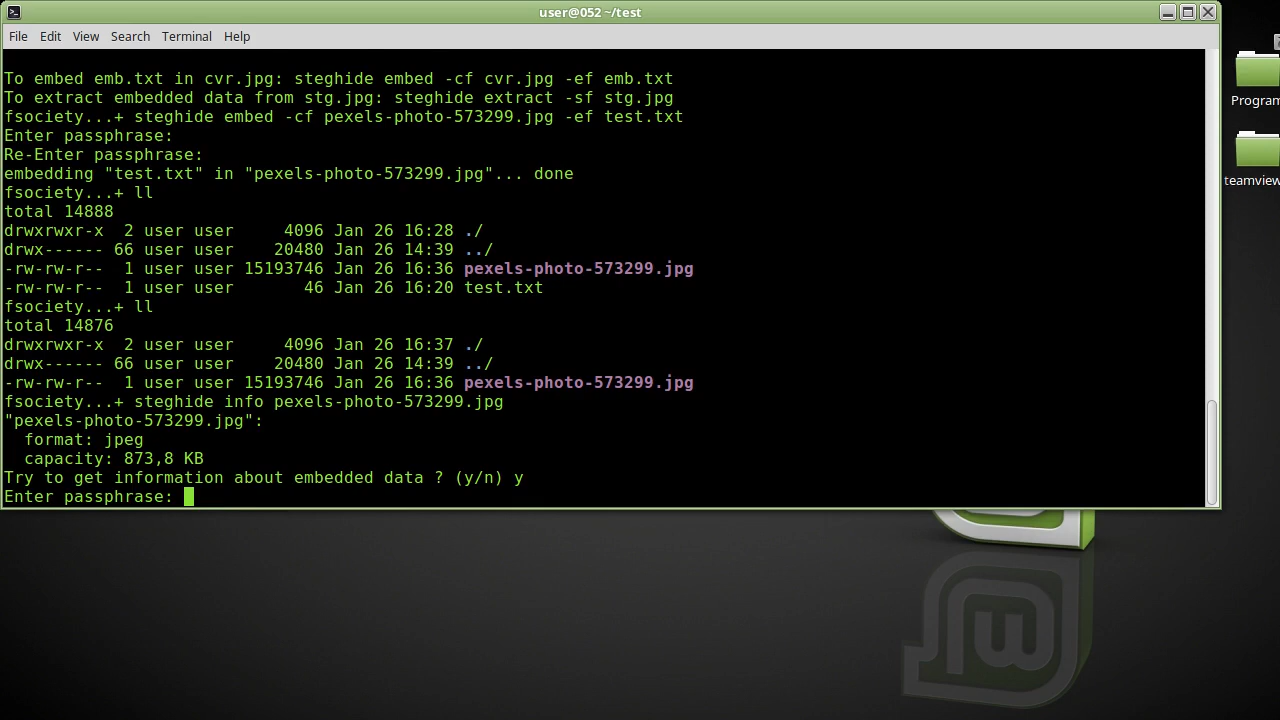 user@052 ~/test
File Edit View Search Terminal Help
To embed emb.txt in cvr.jpg: steghide embed -cf cvr.jpg -ef emb.txt
To extract embedded data from stg.jpg: steghide extract -sf stg.jpg
fsociety...+ steghide embed -cf pexels-photo-573299.jpg -ef test.txt
Enter passphrase:
Re-Enter passphrase:
embedding "test.txt" in "pexels-photo-573299.jpg"... done
fsociety...+ ll
total 14888
drwxrwxr-x  2 user user     4096 Jan 26 16:28 ./
drwx------ 66 user user    20480 Jan 26 14:39 ../
-rw-rw-r--  1 user user 15193746 Jan 26 16:36 pexels-photo-573299.jpg
-rw-rw-r--  1 user user       46 Jan 26 16:20 test.txt
fsociety...+ ll
total 14876
drwxrwxr-x  2 user user     4096 Jan 26 16:37 ./
drwx------ 66 user user    20480 Jan 26 14:39 ../
-rw-rw-r--  1 user user 15193746 Jan 26 16:36 pexels-photo-573299.jpg
fsociety...+ steghide info pexels-photo-573299.jpg
"pexels-photo-573299.jpg":
  format: jpeg
  capacity: 873,8 KB
Try to get information about embedded data ? (y/n) y
Enter passphrase:
Program
teamview